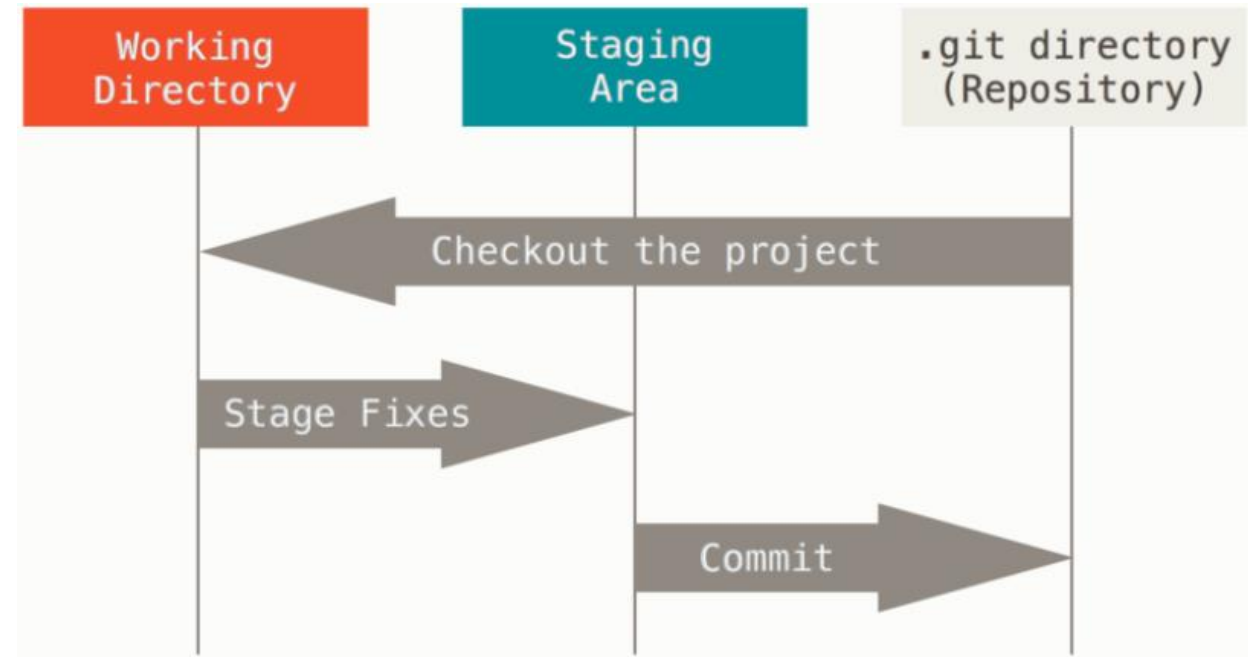 Working
Directory
Staging
Area
.git directory
(Repository)
Checkout the project
Stage Fixes
Commit